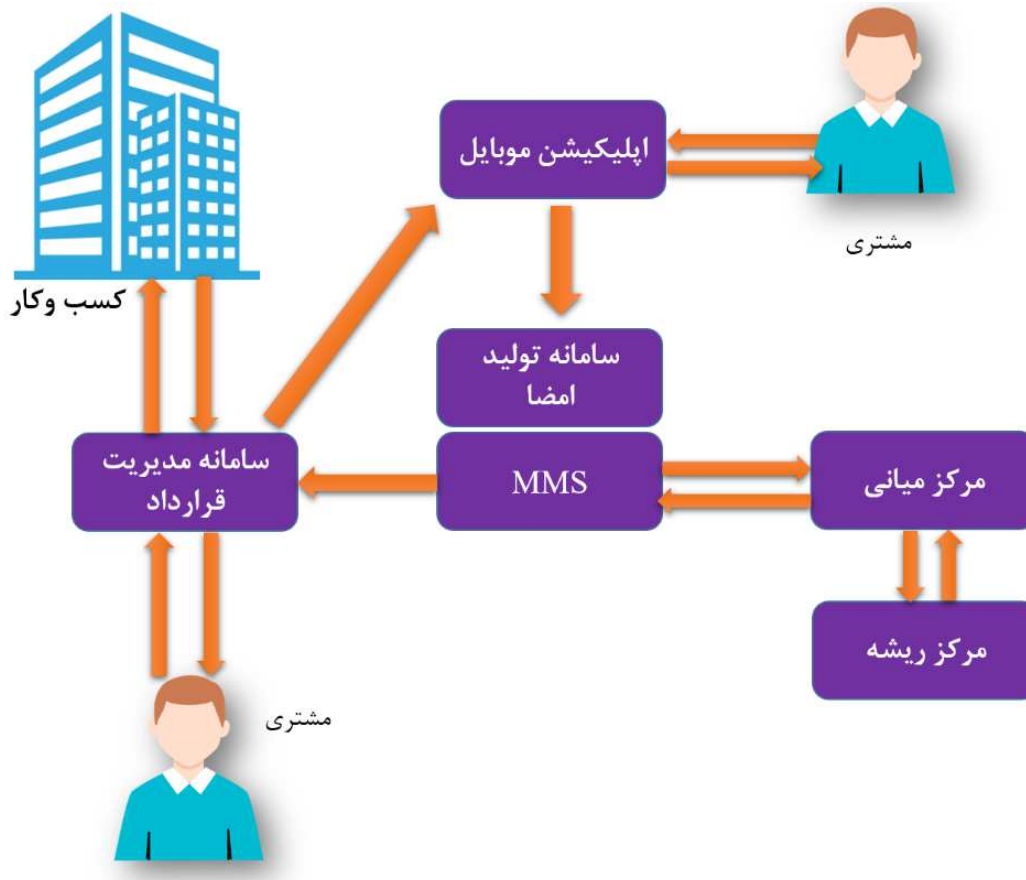 اپلیکیشن موبایل
مشتری
کسب وکار
سامانه تولید
امضا
سامانه مدیریت
قرارداد
MMS
مرکز میانی
مرکز ریشه
مشتری